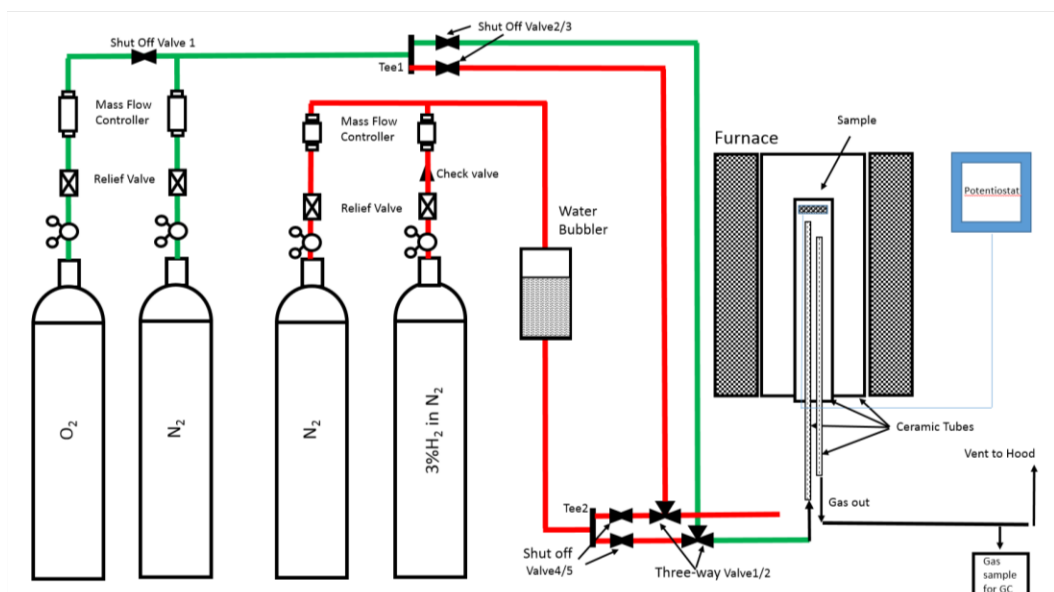 Shut Off Valve 1
Shut Off Valve2/3
Tee1
Mass Flow
Controller
Mass Flow
Controller
Sample
Furnace
Potentiostat
Relief Valve
Check valve
Relief Valve
Water
Bubbler
O₂
N₂
N₂
3%H₂ in N₂
Ceramic Tubes
Vent to Hood
Gas out
Tee2
Shut off
Valve4/5
Three-way Valve1/2
Gas
sample
for GC